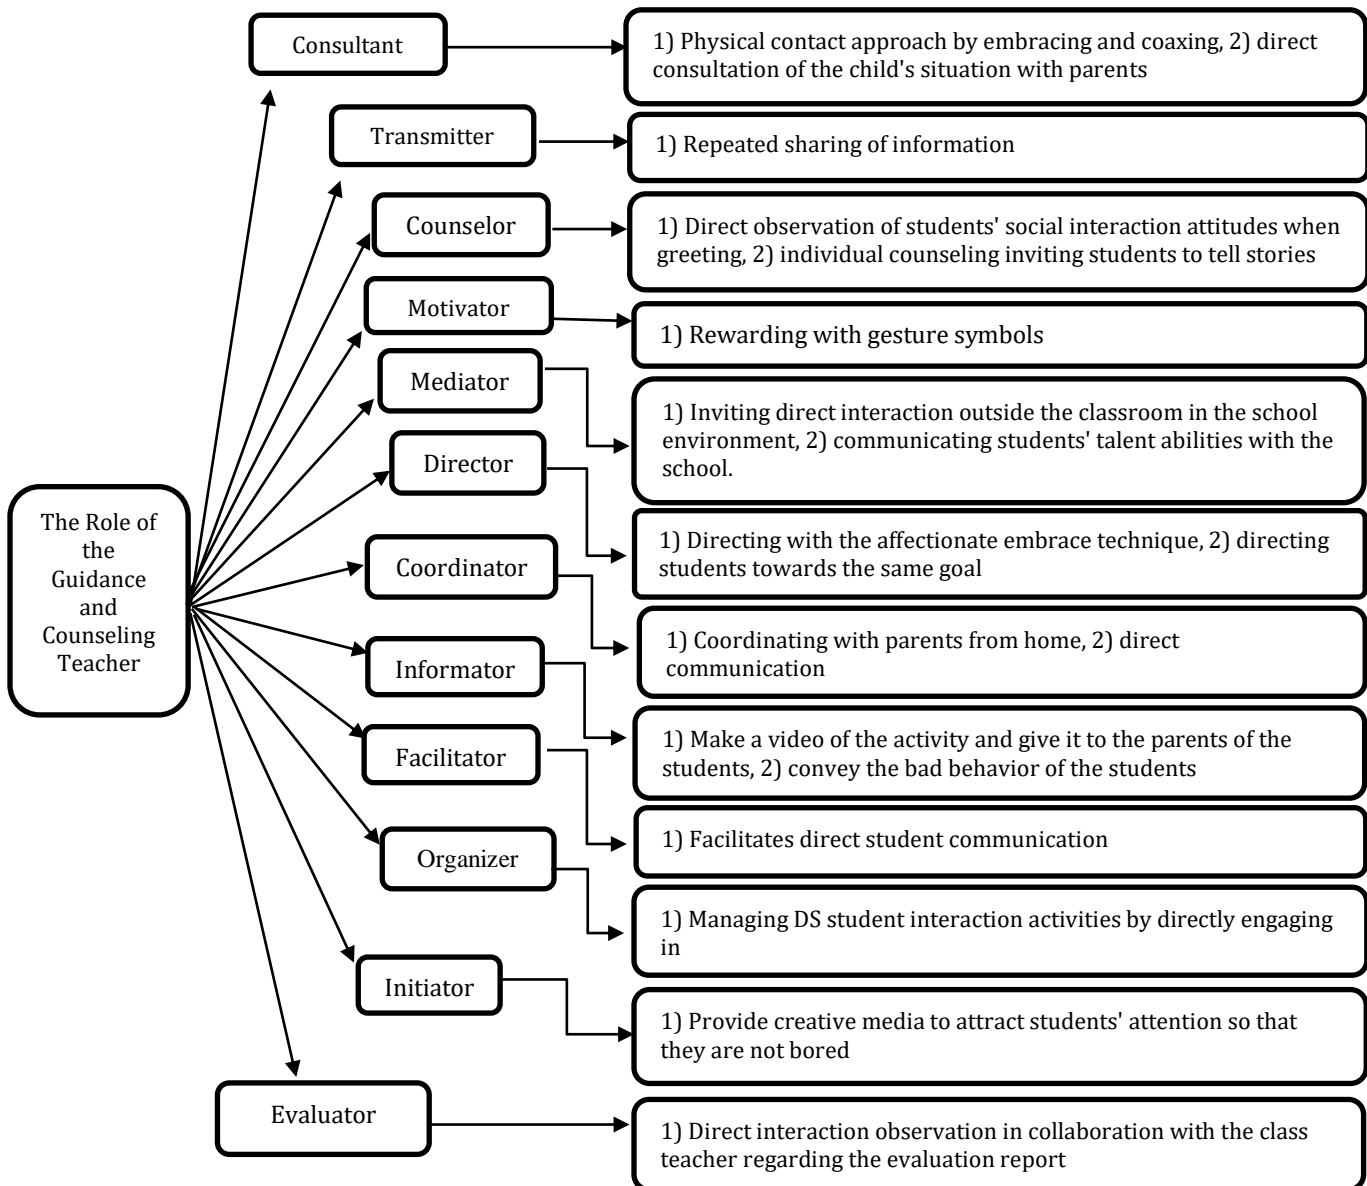 Consultant
1) Physical contact approach by embracing and coaxing, 2) direct
consultation of the child's situation with parents
Transmitter
1) Repeated sharing of information
Counselor
1) Direct observation of students' social interaction attitudes when
greeting, 2) individual counseling inviting students to tell stories
Motivator
1) Rewarding with gesture symbols
Mediator
1) Inviting direct interaction outside the classroom in the school
environment, 2) communicating students' talent abilities with the
school.
Director
1) Directing with the affectionate embrace technique, 2) directing
students towards the same goal
The Role of
the
Guidance
and
Counseling
Teacher
Coordinator
1) Coordinating with parents from home, 2) direct
communication
Informator
1) Make a video of the activity and give it to the parents of the
students, 2) convey the bad behavior of the students
Facilitator
1) Facilitates direct student communication
Organizer
1) Managing DS student interaction activities by directly engaging
in
Initiator
1) Provide creative media to attract students' attention so that
they are not bored
Evaluator
1) Direct interaction observation in collaboration with the class
teacher regarding the evaluation report